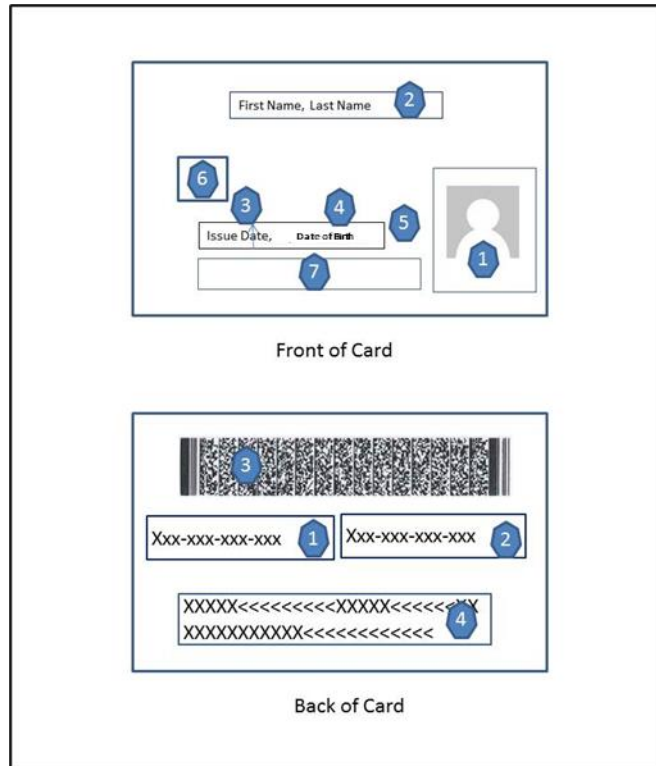 2
First Name, Last Name
6
3
4
5
Issue Date, Date of Birth
1
7
Front of Card
3
Xxx-xxx-xxx-xxx 1
Xxx-xxx-xxx-xxx 2
XXXXX<<<<<<<<<XXXXX<<<<<<XX
XXXXXXXXXXX<<<<<<<<<<<<
4
Back of Card